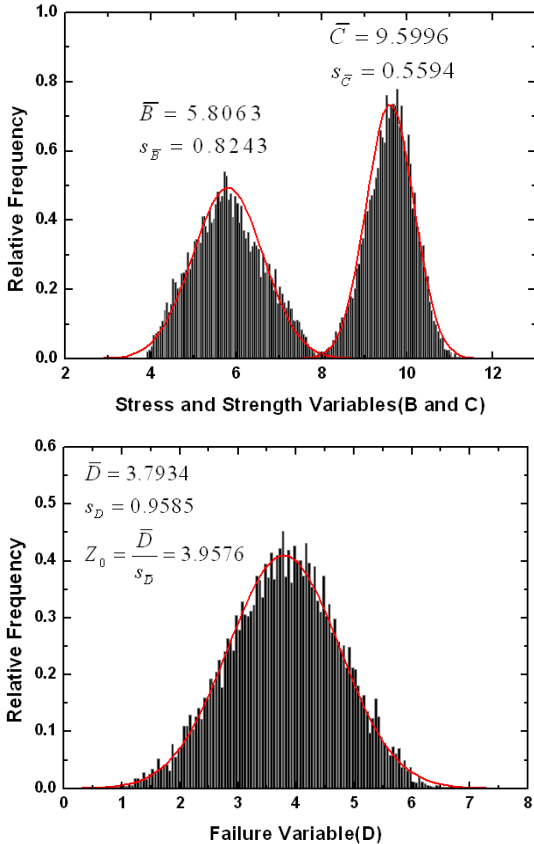 C̅ = 9.5996
s_C̅ = 0.5594
B̅ = 5.8063
s_B̅ = 0.8243
Relative Frequency
1.0
0.8
0.6
0.4
0.2
0.0
2 4 6 8 10 12
Stress and Strength Variables(B and C)
D̅ = 3.7934
s_D = 0.9585
Z₀ = D̅ / s_D̅ = 3.9576
Relative Frequency
0.6
0.5
0.4
0.3
0.2
0.1
0.0
0 1 2 3 4 5 6 7 8
Failure Variable(D)